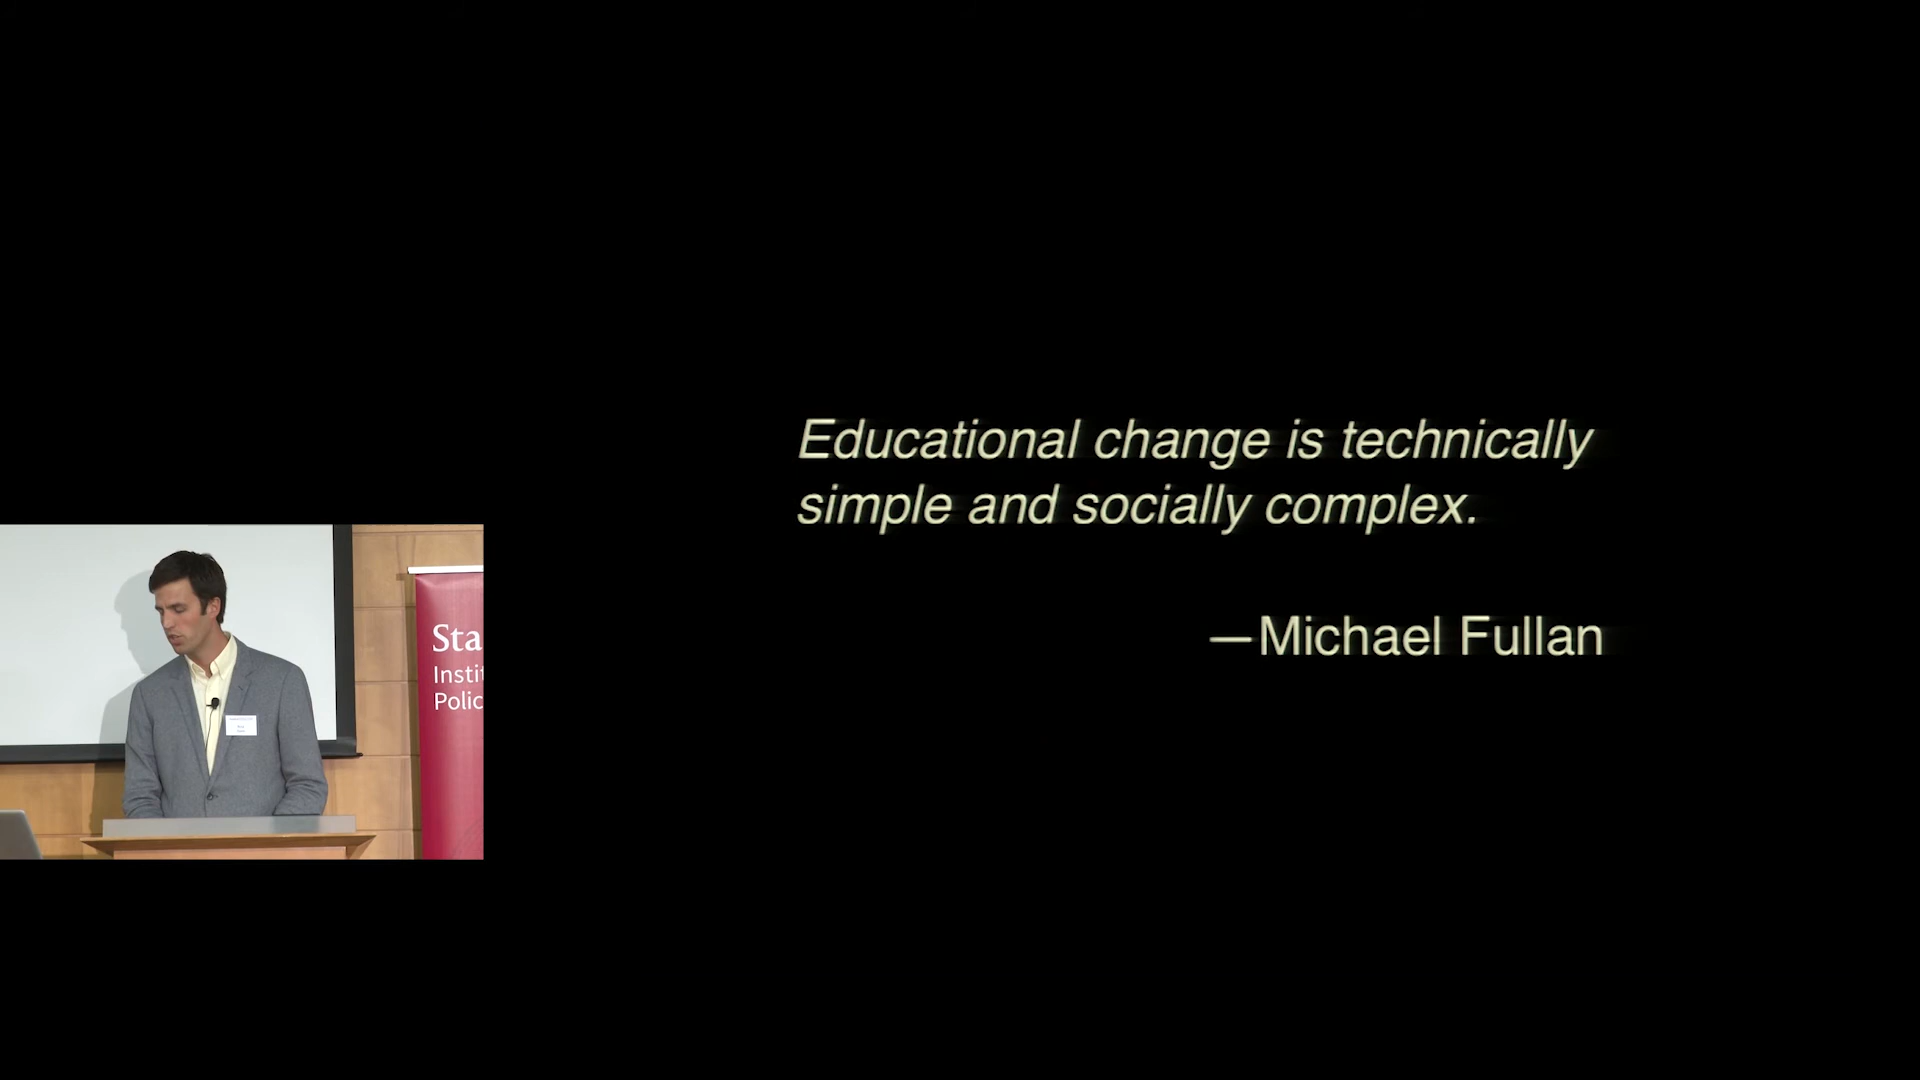 Educational change is technically
simple and socially complex.
—Michael Fullan
Sta
Instit
Polic